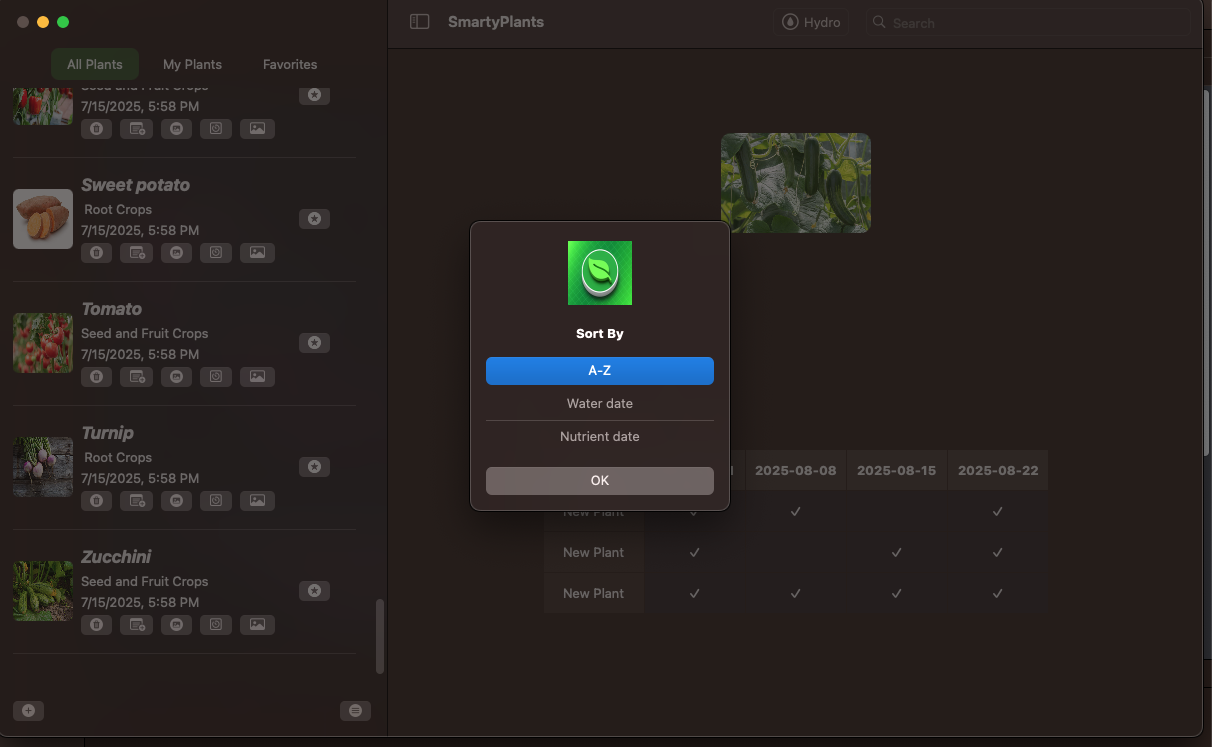 SmartyPlants
Hydro
Search
All Plants
My Plants
Favorites
Seed and Fruit Crops
7/15/2025, 5:58 PM
Sweet potato
Root Crops
7/15/2025, 5:58 PM
Tomato
Seed and Fruit Crops
7/15/2025, 5:58 PM
Turnip
Root Crops
7/15/2025, 5:58 PM
Zucchini
Seed and Fruit Crops
7/15/2025, 5:58 PM
Sort By
A-Z
Water date
Nutrient date
OK
2025-08-08 2025-08-15 2025-08-22
New Plant ✓ ✓ ✓
New Plant ✓ ✓ ✓
New Plant ✓ ✓ ✓ ✓